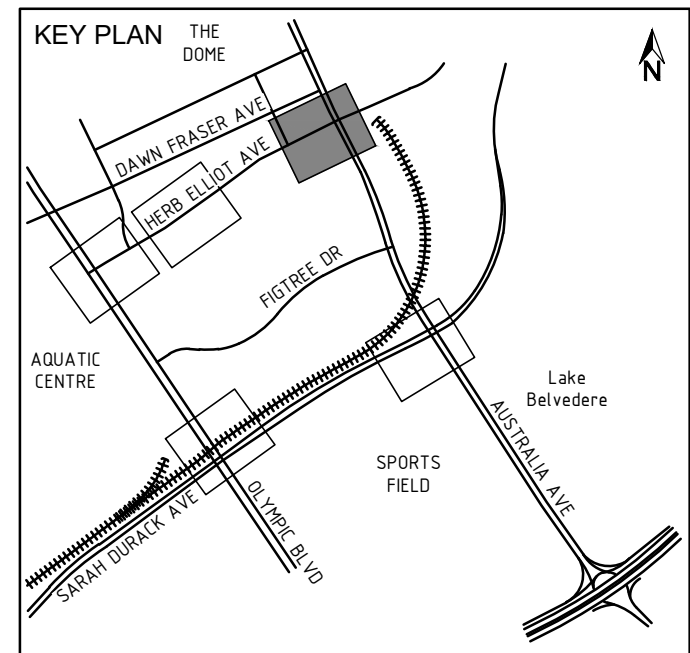 KEY PLAN
THE
DOME
N
DAWN FRASER AVE
HERB ELLIOT AVE
FIGTREE DR
AQUATIC
CENTRE
Lake
Belvedere
AUSTRALIA AVE
SPORTS
FIELD
OLYMPIC BLVD
SARAH DURACK AVE